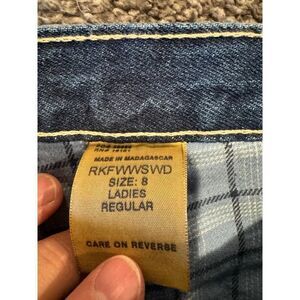 MADE IN MADAGASCAR
RKFWWSWD
SIZE: 8
LADIES
REGULAR
CARE ON REVERSE